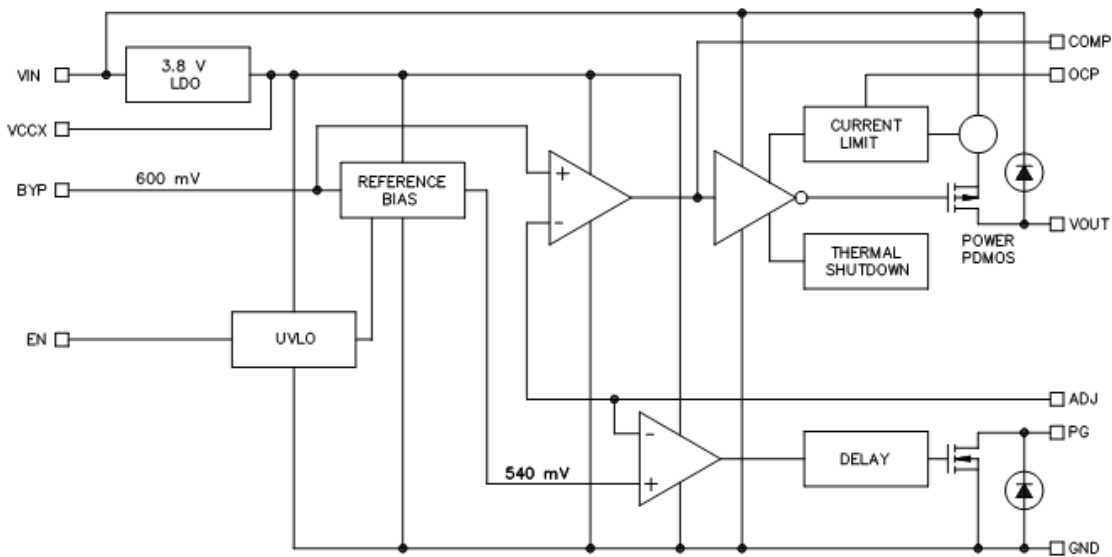 COMP
VIN
3.8 V
LDO
OCP
VCCX
CURRENT
LIMIT
BYP
600 mV
REFERENCE
BIAS
+
-
VOUT
POWER
PDMOS
THERMAL
SHUTDOWN
EN
UVLO
ADJ
PG
-
+
540 mV
DELAY
GND